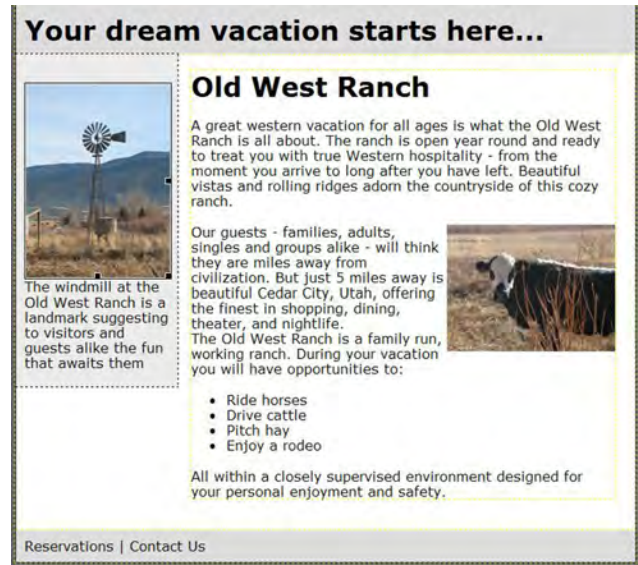 Your dream vacation starts here...
The windmill at the
Old West Ranch is a
landmark suggesting
to visitors and
guests alike the fun
that awaits them
Old West Ranch
A great western vacation for all ages is what the Old West
Ranch is all about. The ranch is open year round and ready
to treat you with true Western hospitality - from the
moment you arrive to long after you have left. Beautiful
vistas and rolling ridges adorn the countryside of this cozy
ranch.
Our guests - families, adults,
singles and groups alike - will think
they are miles away from
civilization. But just 5 miles away is
beautiful Cedar City, Utah, offering
the finest in shopping, dining,
theater, and nightlife.
The Old West Ranch is a family run,
working ranch. During your vacation
you will have opportunities to:
• Ride horses
• Drive cattle
• Pitch hay
• Enjoy a rodeo
All within a closely supervised environment designed for
your personal enjoyment and safety.
Reservations | Contact Us